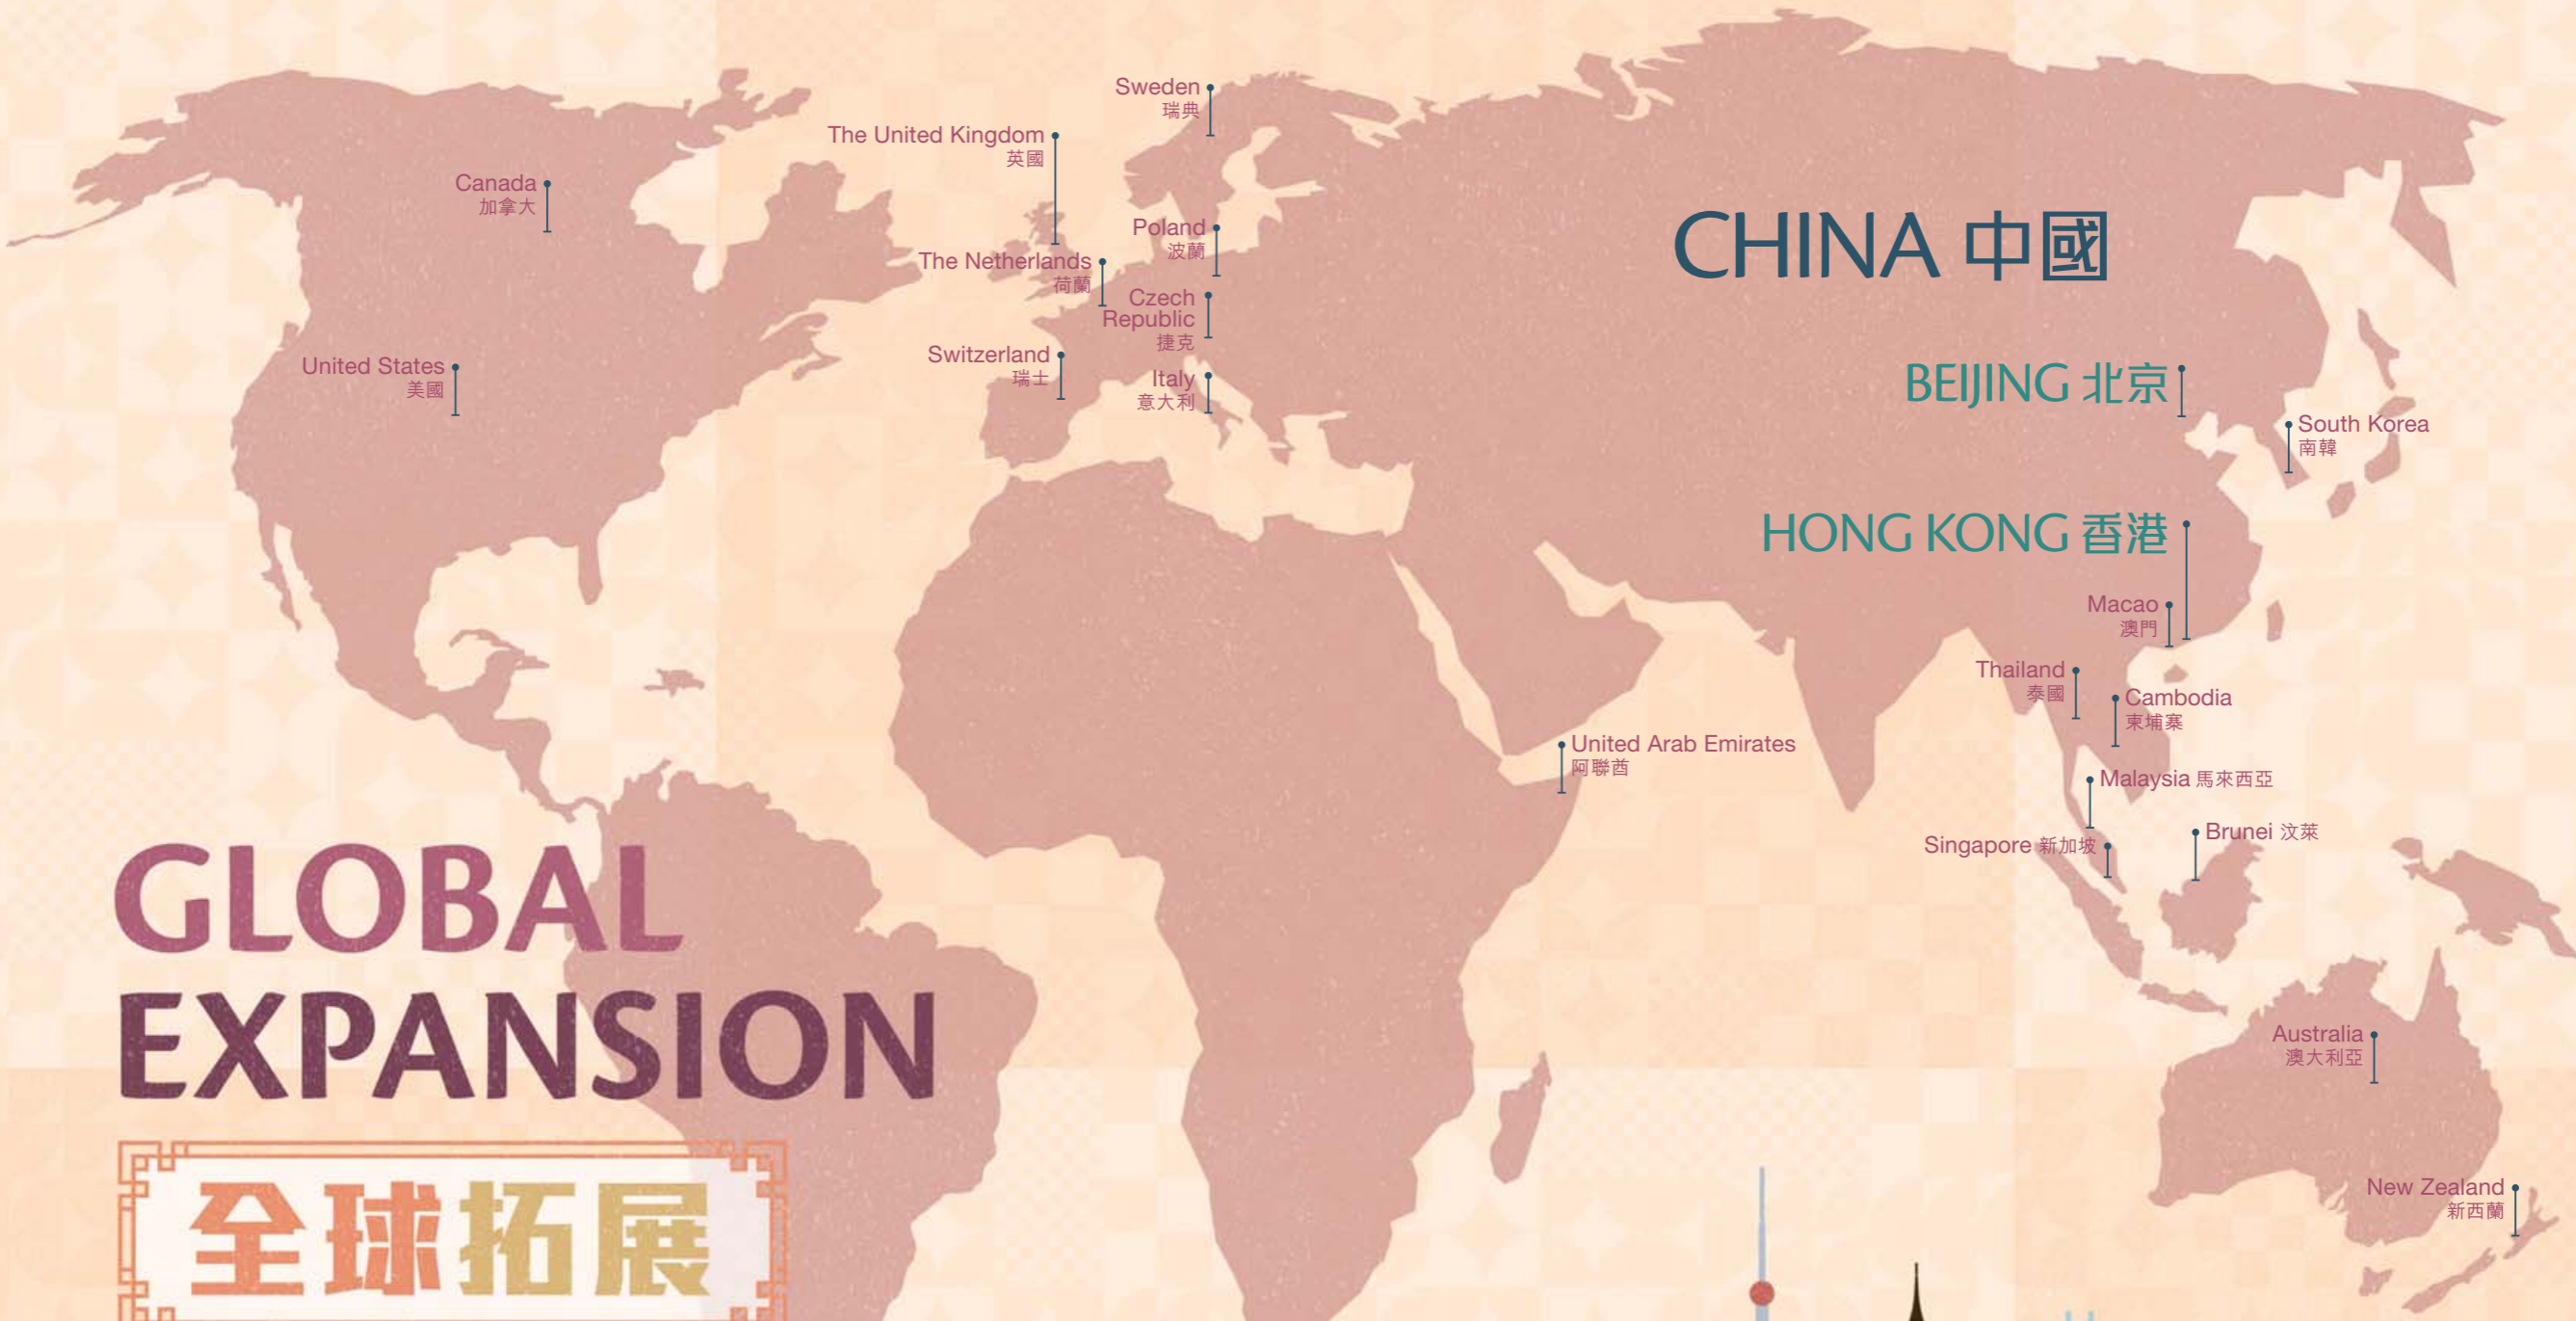 Sweden
瑞典
The United Kingdom
英國
Canada
加拿大
Poland
波蘭
The Netherlands
荷蘭
Czech
Republic
捷克
Switzerland
瑞士
United States
美國
Italy
意大利
CHINA 中國
BEIJING 北京
South Korea
南韓
HONG KONG 香港
Macao
澳門
Thailand
泰國
Cambodia
柬埔寨
United Arab Emirates
阿聯酋
Malaysia 馬來西亞
Brunei 汶萊
Singapore 新加坡
Australia
澳大利亞
New Zealand
新西蘭
GLOBAL
EXPANSION
全球拓展